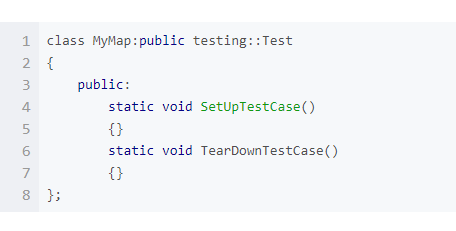 1 class MyMap:public testing::Test
2 {
3     public:
4         static void SetUpTestCase()
5         {}
6         static void TearDownTestCase()
7         {}
8 };